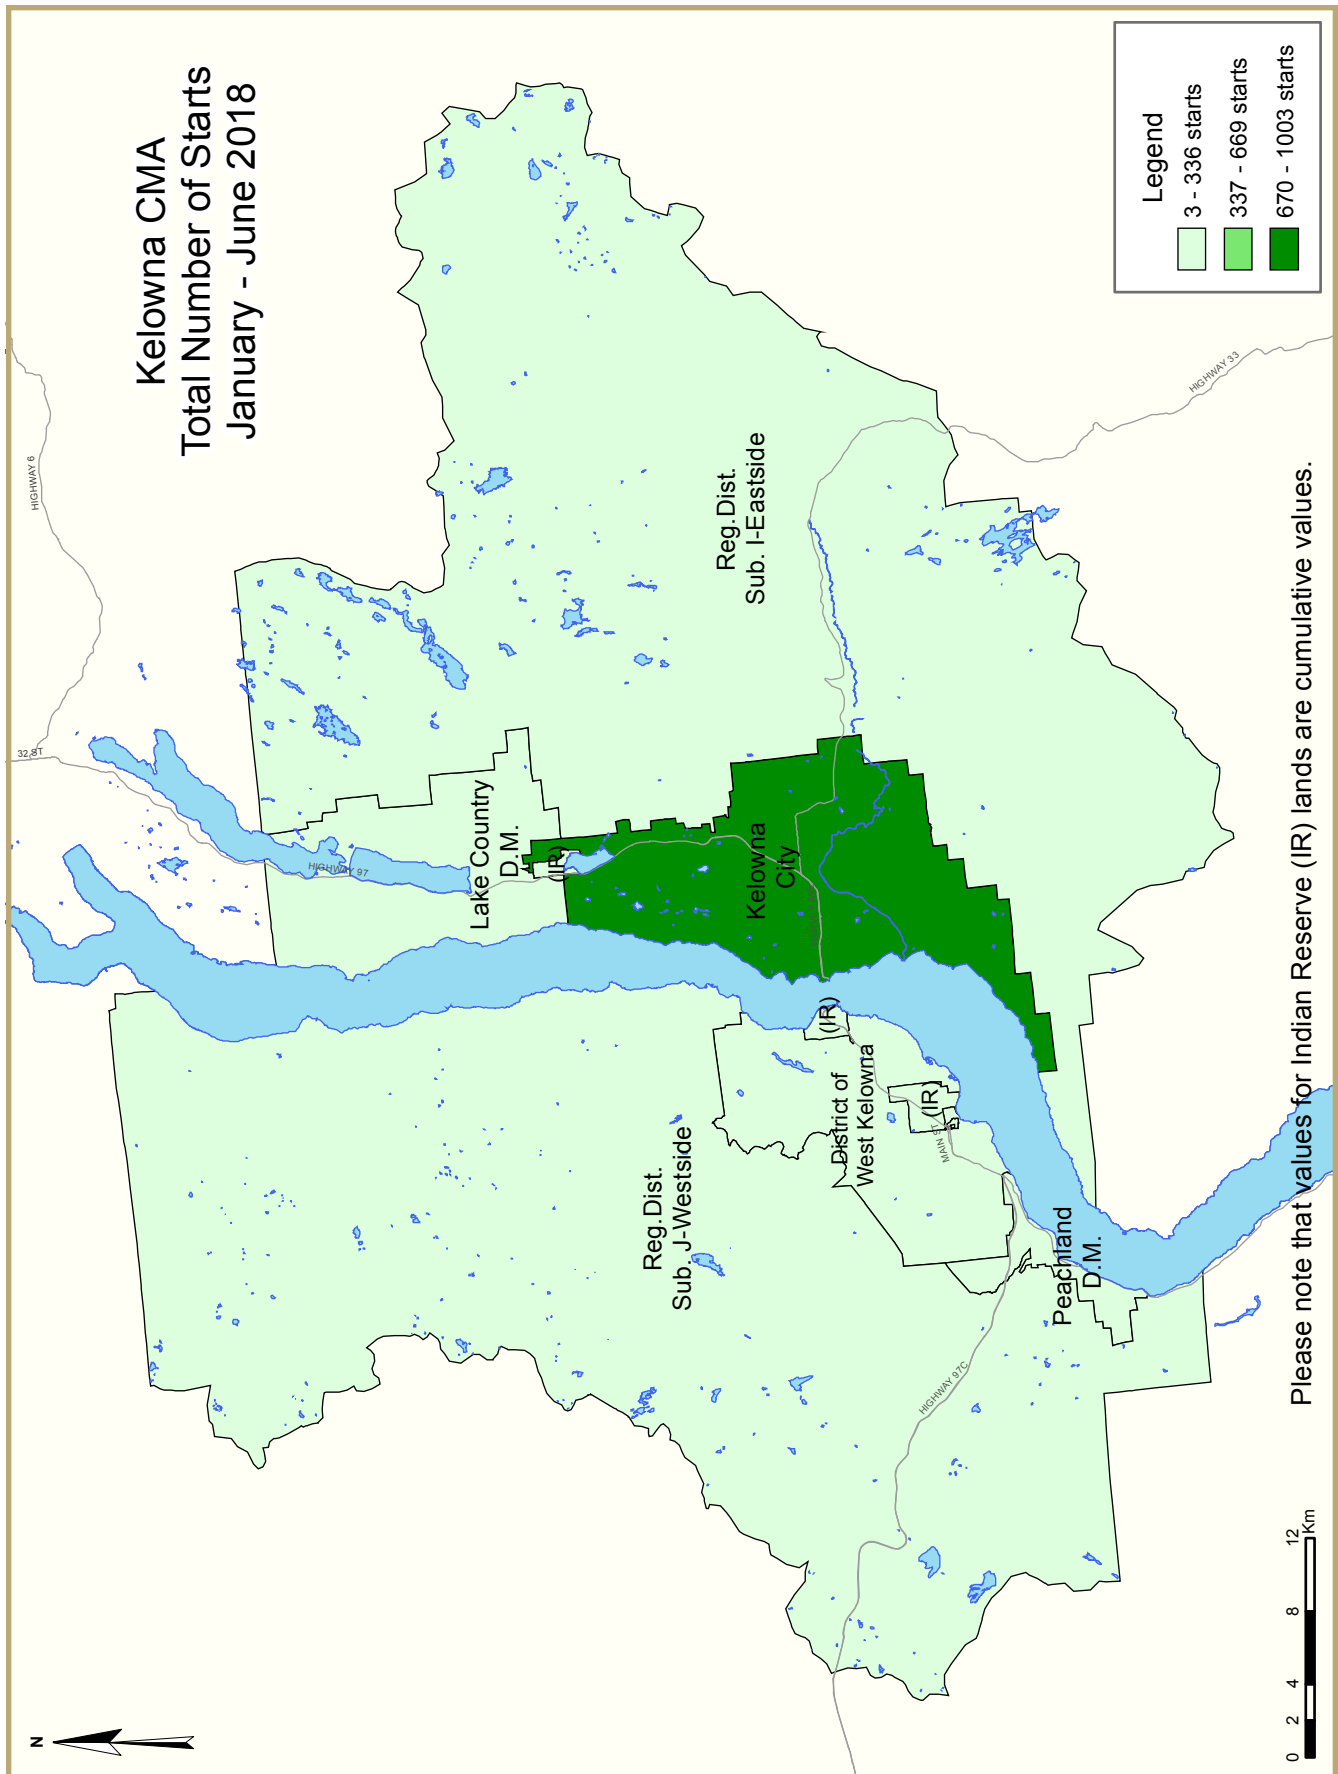 Kelowna CMA
Total Number of Starts
January - June 2018
Legend
3 - 336 starts
337 - 669 starts
670 - 1003 starts
N
HIGHWAY 6
32 ST
HIGHWAY 97
HIGHWAY 33
Lake Country
D.M.
(IR)
Reg.Dist.
Sub. I-Eastside
Kelowna
City
(IR)
District of
West Kelowna
(IR)
MAIN ST
Reg.Dist.
Sub. J-Westside
Peachland
D.M.
HIGHWAY 97C
0 2 4 8 12
Km
Please note that values for Indian Reserve (IR) lands are cumulative values.